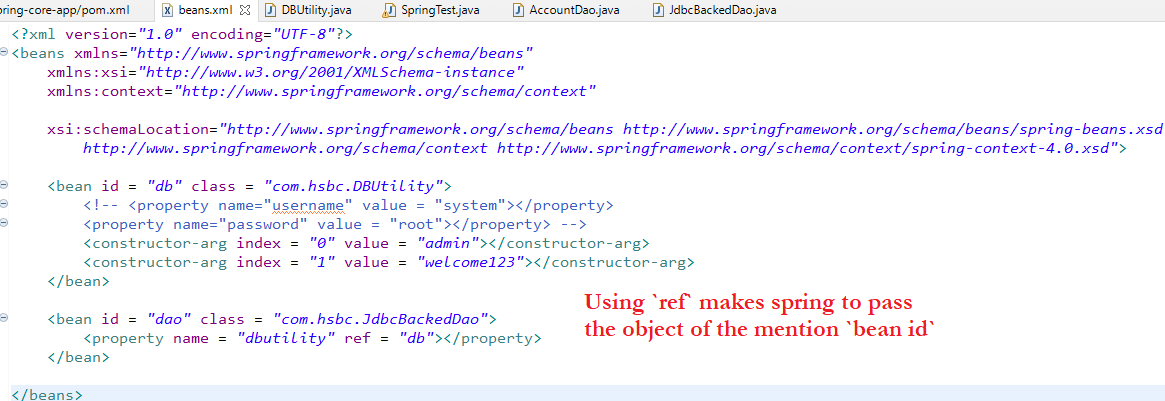 ring-core-app/pom.xml beans.xml DBUtility.java SpringTest.java AccountDao.java JdbcBackedDao.java
<?xml version="1.0" encoding="UTF-8"?>
<beans xmlns="http://www.springframework.org/schema/beans"
xmlns:xsi="http://www.w3.org/2001/XMLSchema-instance"
xmlns:context="http://www.springframework.org/schema/context"
xsi:schemaLocation="http://www.springframework.org/schema/beans http://www.springframework.org/schema/beans/spring-beans.xsd
http://www.springframework.org/schema/context http://www.springframework.org/schema/context/spring-context-4.0.xsd">
<bean id = "db" class = "com.hsbc.DBUtility">
<!-- <property name="username" value = "system"></property>
<property name="password" value = "root"></property> -->
<constructor-arg index = "0" value = "admin"></constructor-arg>
<constructor-arg index = "1" value = "welcome123"></constructor-arg>
</bean>
Using `ref` makes spring to pass
the object of the mention `bean id`
<bean id = "dao" class = "com.hsbc.JdbcBackedDao">
<property name = "dbutility" ref = "db"></property>
</bean>
</beans>